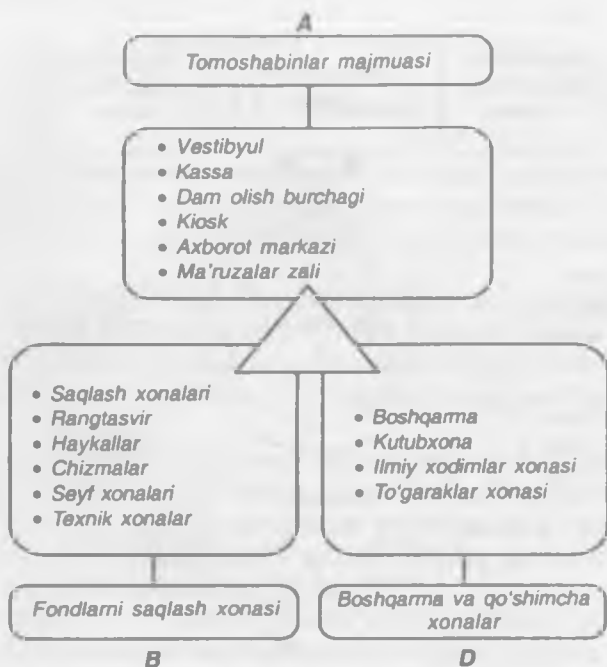 A
Tomoshabinlar majmuasi
• Vestibyul
• Kassa
• Dam olish burchagi
• Kiosk
• Axborot markazi
• Ma'ruzalar zali
• Saqlash xonalari
• Rangtasvir
• Haykallar
• Chizmalar
• Seyf xonalari
• Texnik xonalar
• Boshqarma
• Kutubxona
• Ilmiy xodimlar xonasi
• To'garaklar xonasi
Fondlarni saqlash xonasi
Boshqarma va qo'shimcha
xonalar
B
D